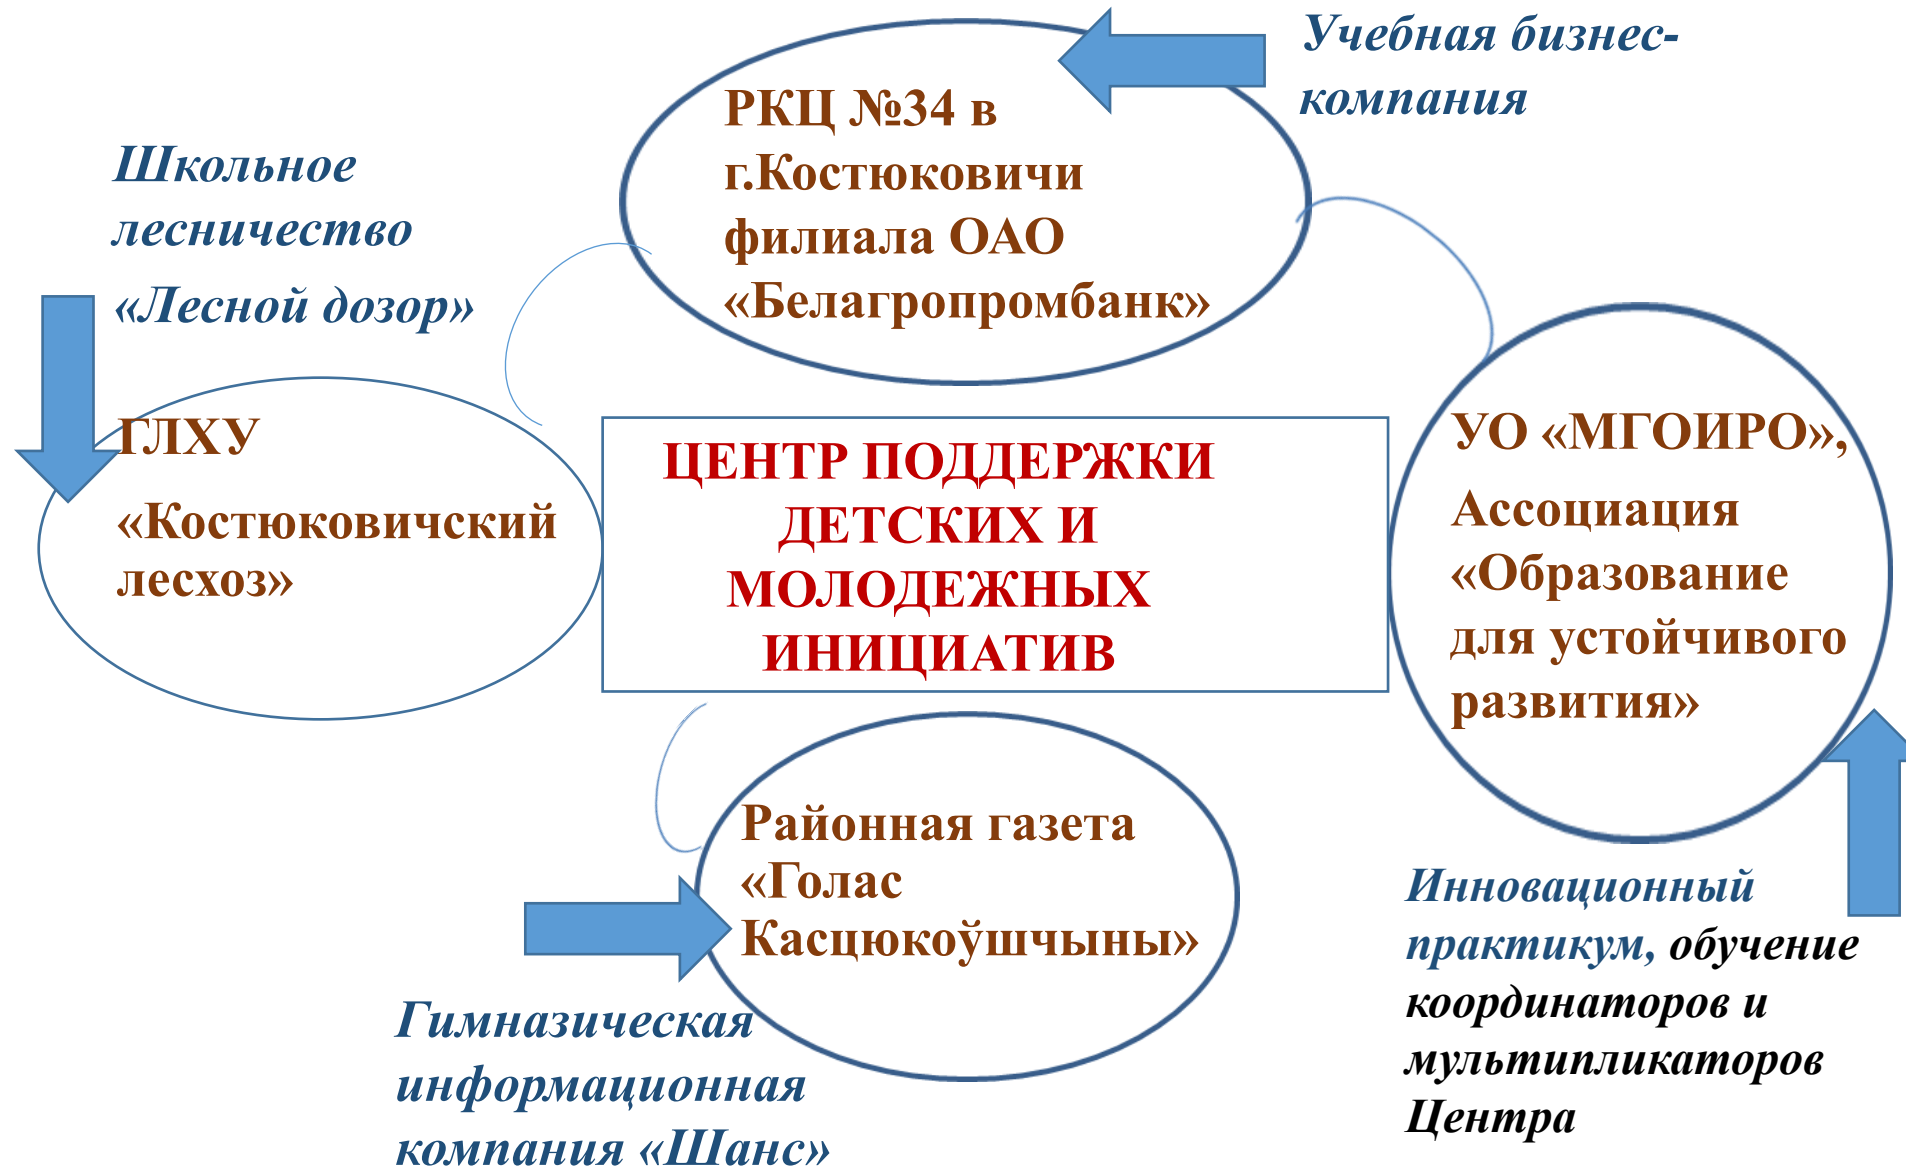 Учебная бизнес-
компания
РКЦ №34 в
г.Костюковичи
филиала ОАО
«Белагропромбанк»
Школьное
лесничество
«Лесной дозор»
ГЛХУ
«Костюковичский
лесхоз»
ЦЕНТР ПОДДЕРЖКИ
ДЕТСКИХ И
МОЛОДЕЖНЫХ
ИНИЦИАТИВ
УО «МГОИРО»,
Ассоциация
«Образование
для устойчивого
развития»
Районная газета
«Голас
Касцюкоўшчыны»
Гимназическая
информационная
компания «Шанс»
Инновационный
практикум, обучение
координаторов и
мультипликаторов
Центра